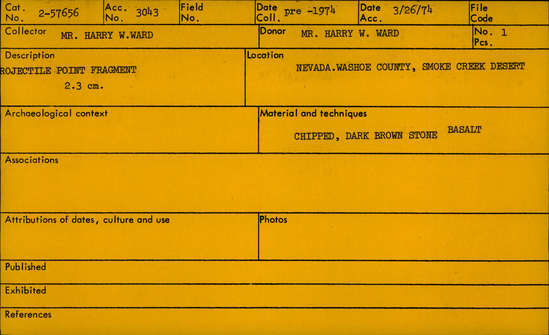 Cat. No. 2-57656 Acc. No. 3043 Field No. Date Coll. pre -1974 Date Acc. 3/26/74 File Code
Collector MR. HARRY W.WARD Donor MR. HARRY W. WARD No. 1 Pcs.
Description Location
ROJECTILE POINT FRAGMENT NEVADA.WASHOE COUNTY, SMOKE CREEK DESERT
2.3 cm.
Archaeological context Material and techniques
CHIPPED, DARK BROWN STONE BASALT
Associations
Attributions of dates, culture and use Photos
Published
Exhibited
References